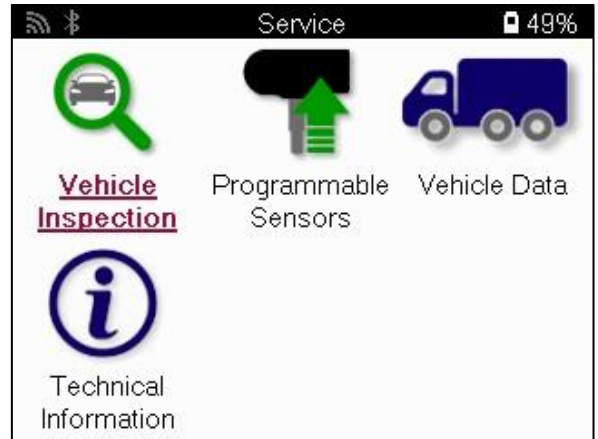 Service
49%
Vehicle
Inspection
Programmable
Sensors
Vehicle Data
Technical
Information